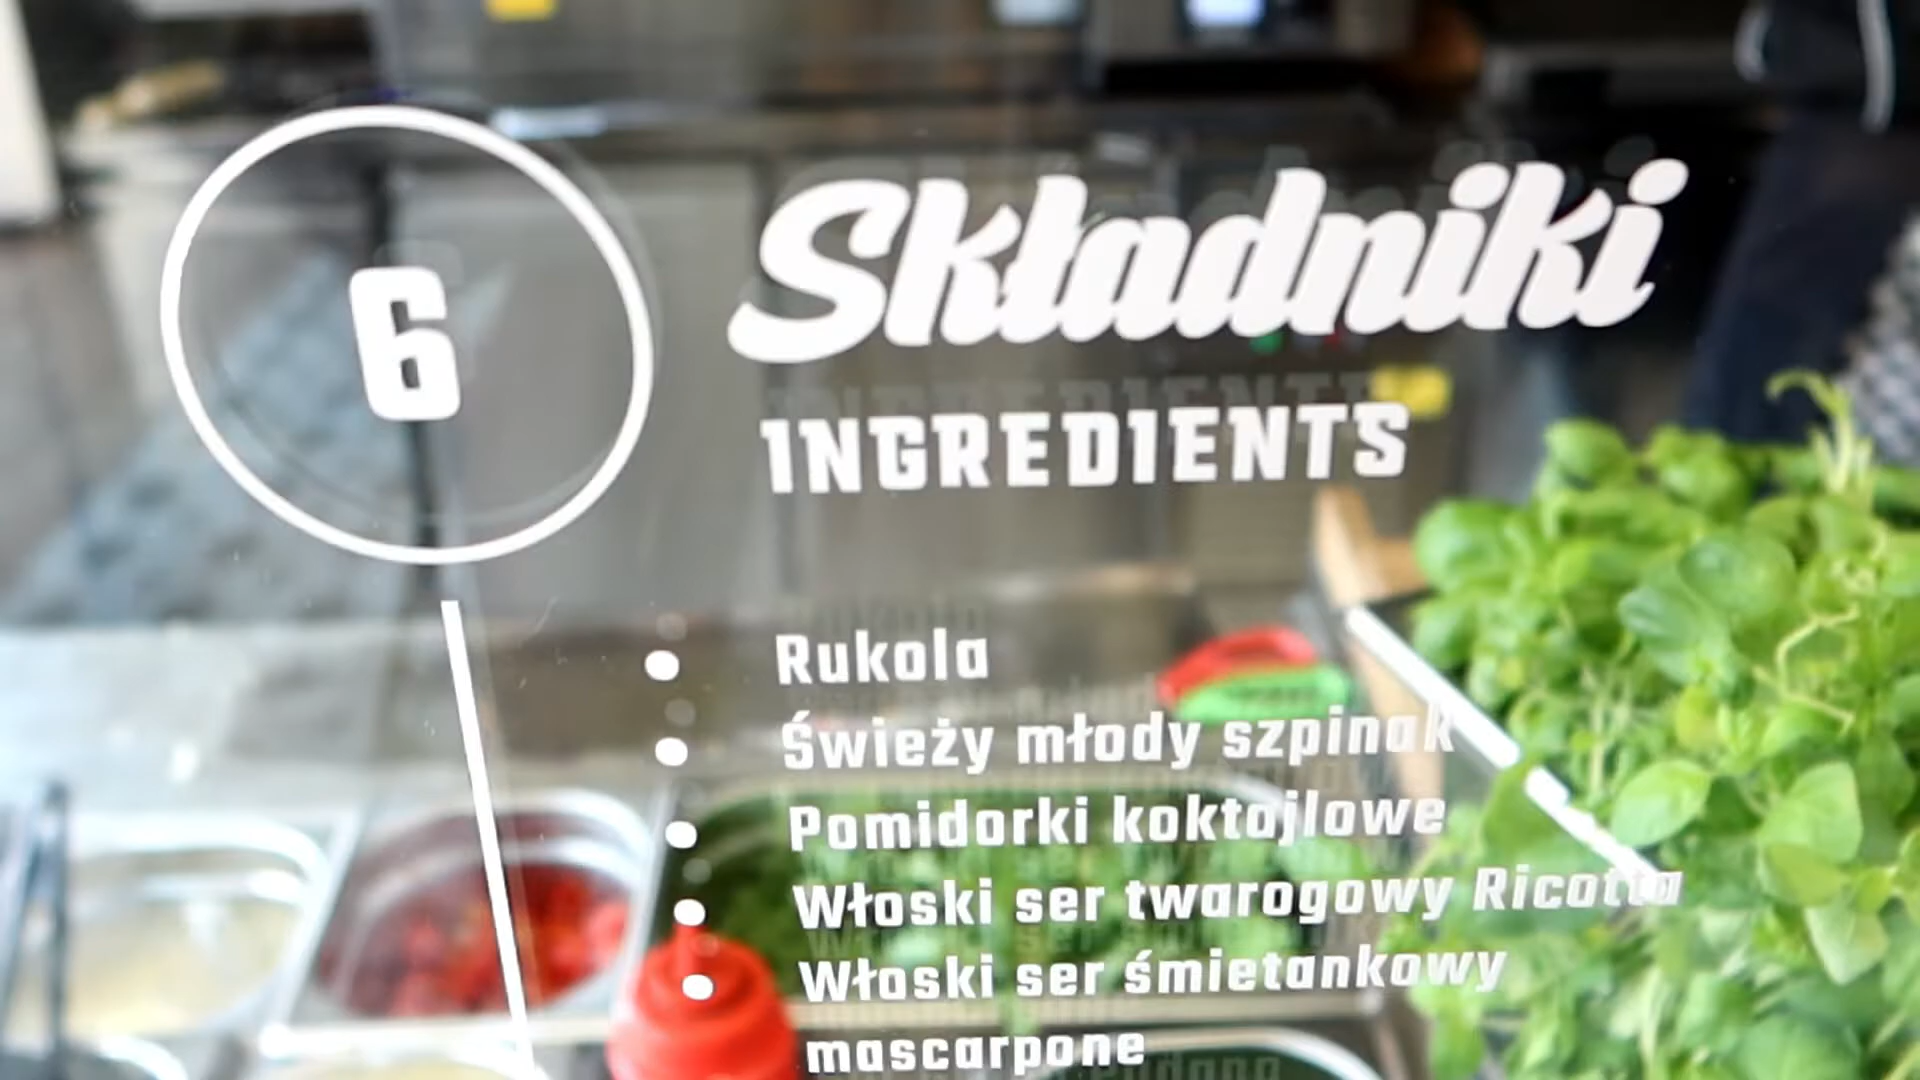 6
Składniki
INGREDIENTS
Rukola
Świeży młody szpinak
Pomidorki koktajlowe
Włoski ser twarogowy Ricotta
Włoski ser śmietankowy
mascarpone